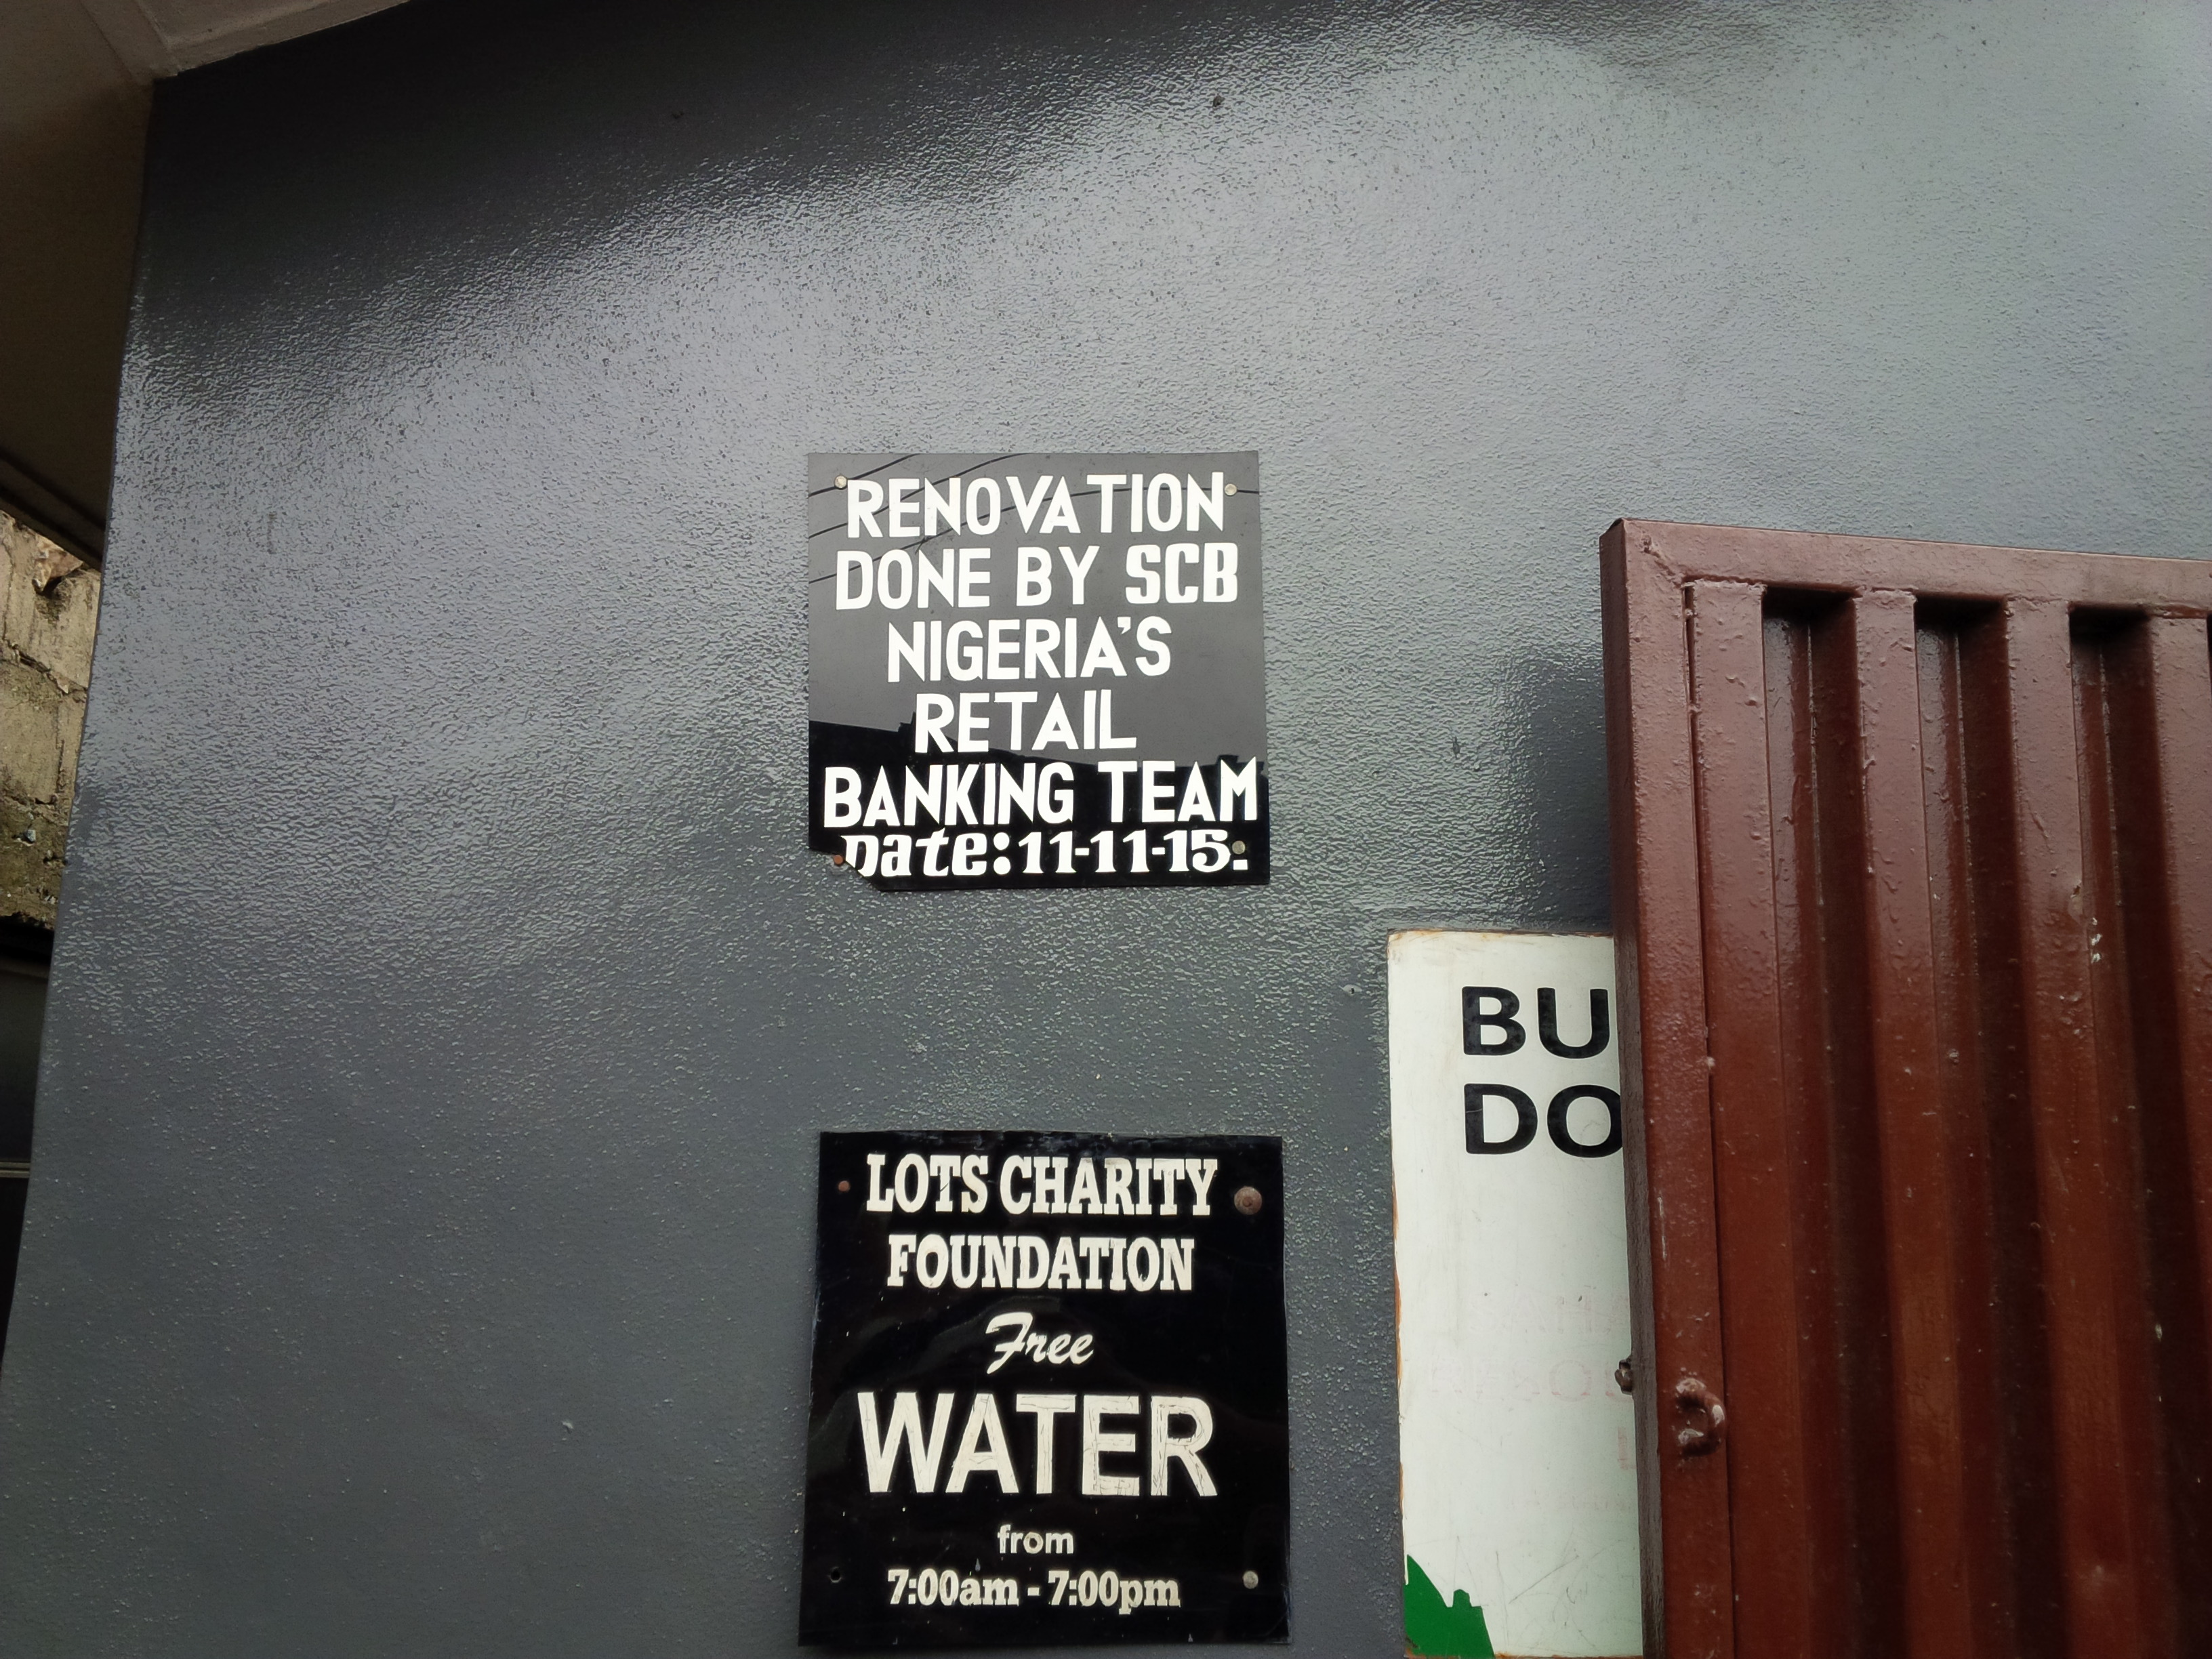 RENOVATION
DONE BY SCB
NIGERIA'S
RETAIL
BANKING TEAM
Date: 11-11-15.
LOTS CHARITY
FOUNDATION
Free
WATER
from
7:00am - 7:00pm
BU
DO